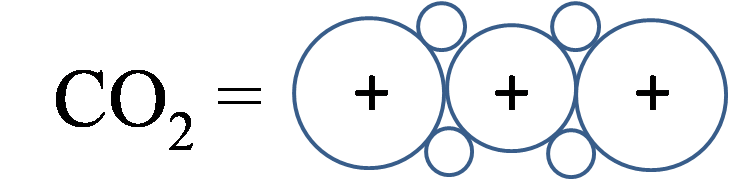 CO₂ = + + +